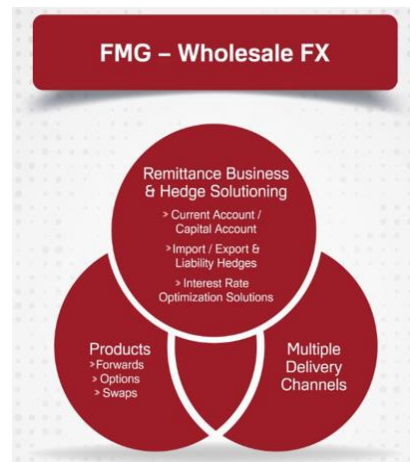 FMG – Wholesale FX
Remittance Business
& Hedge Solutioning
> Current Account /
Capital Account
> Import / Export &
Liability Hedges
> Interest Rate
Optimization Solutions
Products
> Forwards
> Options
> Swaps
Multiple
Delivery
Channels